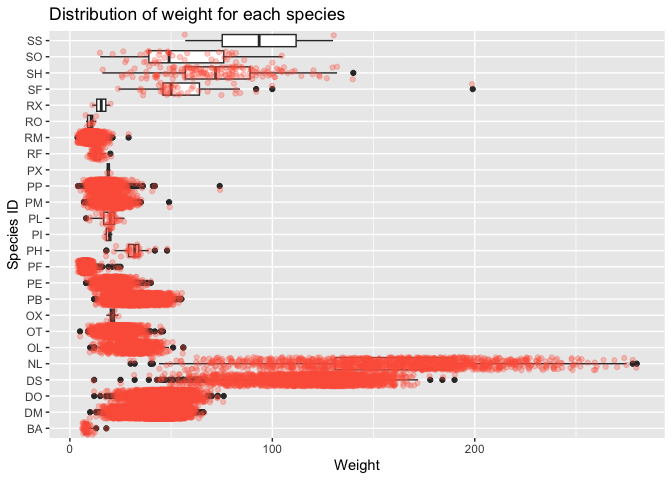 Distribution of weight for each species
Species ID
SS
SO
SH
SF
RX
RO
RM
RF
PX
PP
PM
PL
PI
PH
PF
PE
PB
OX
OT
OL
NL
DS
DO
DM
BA
0 100 200
Weight